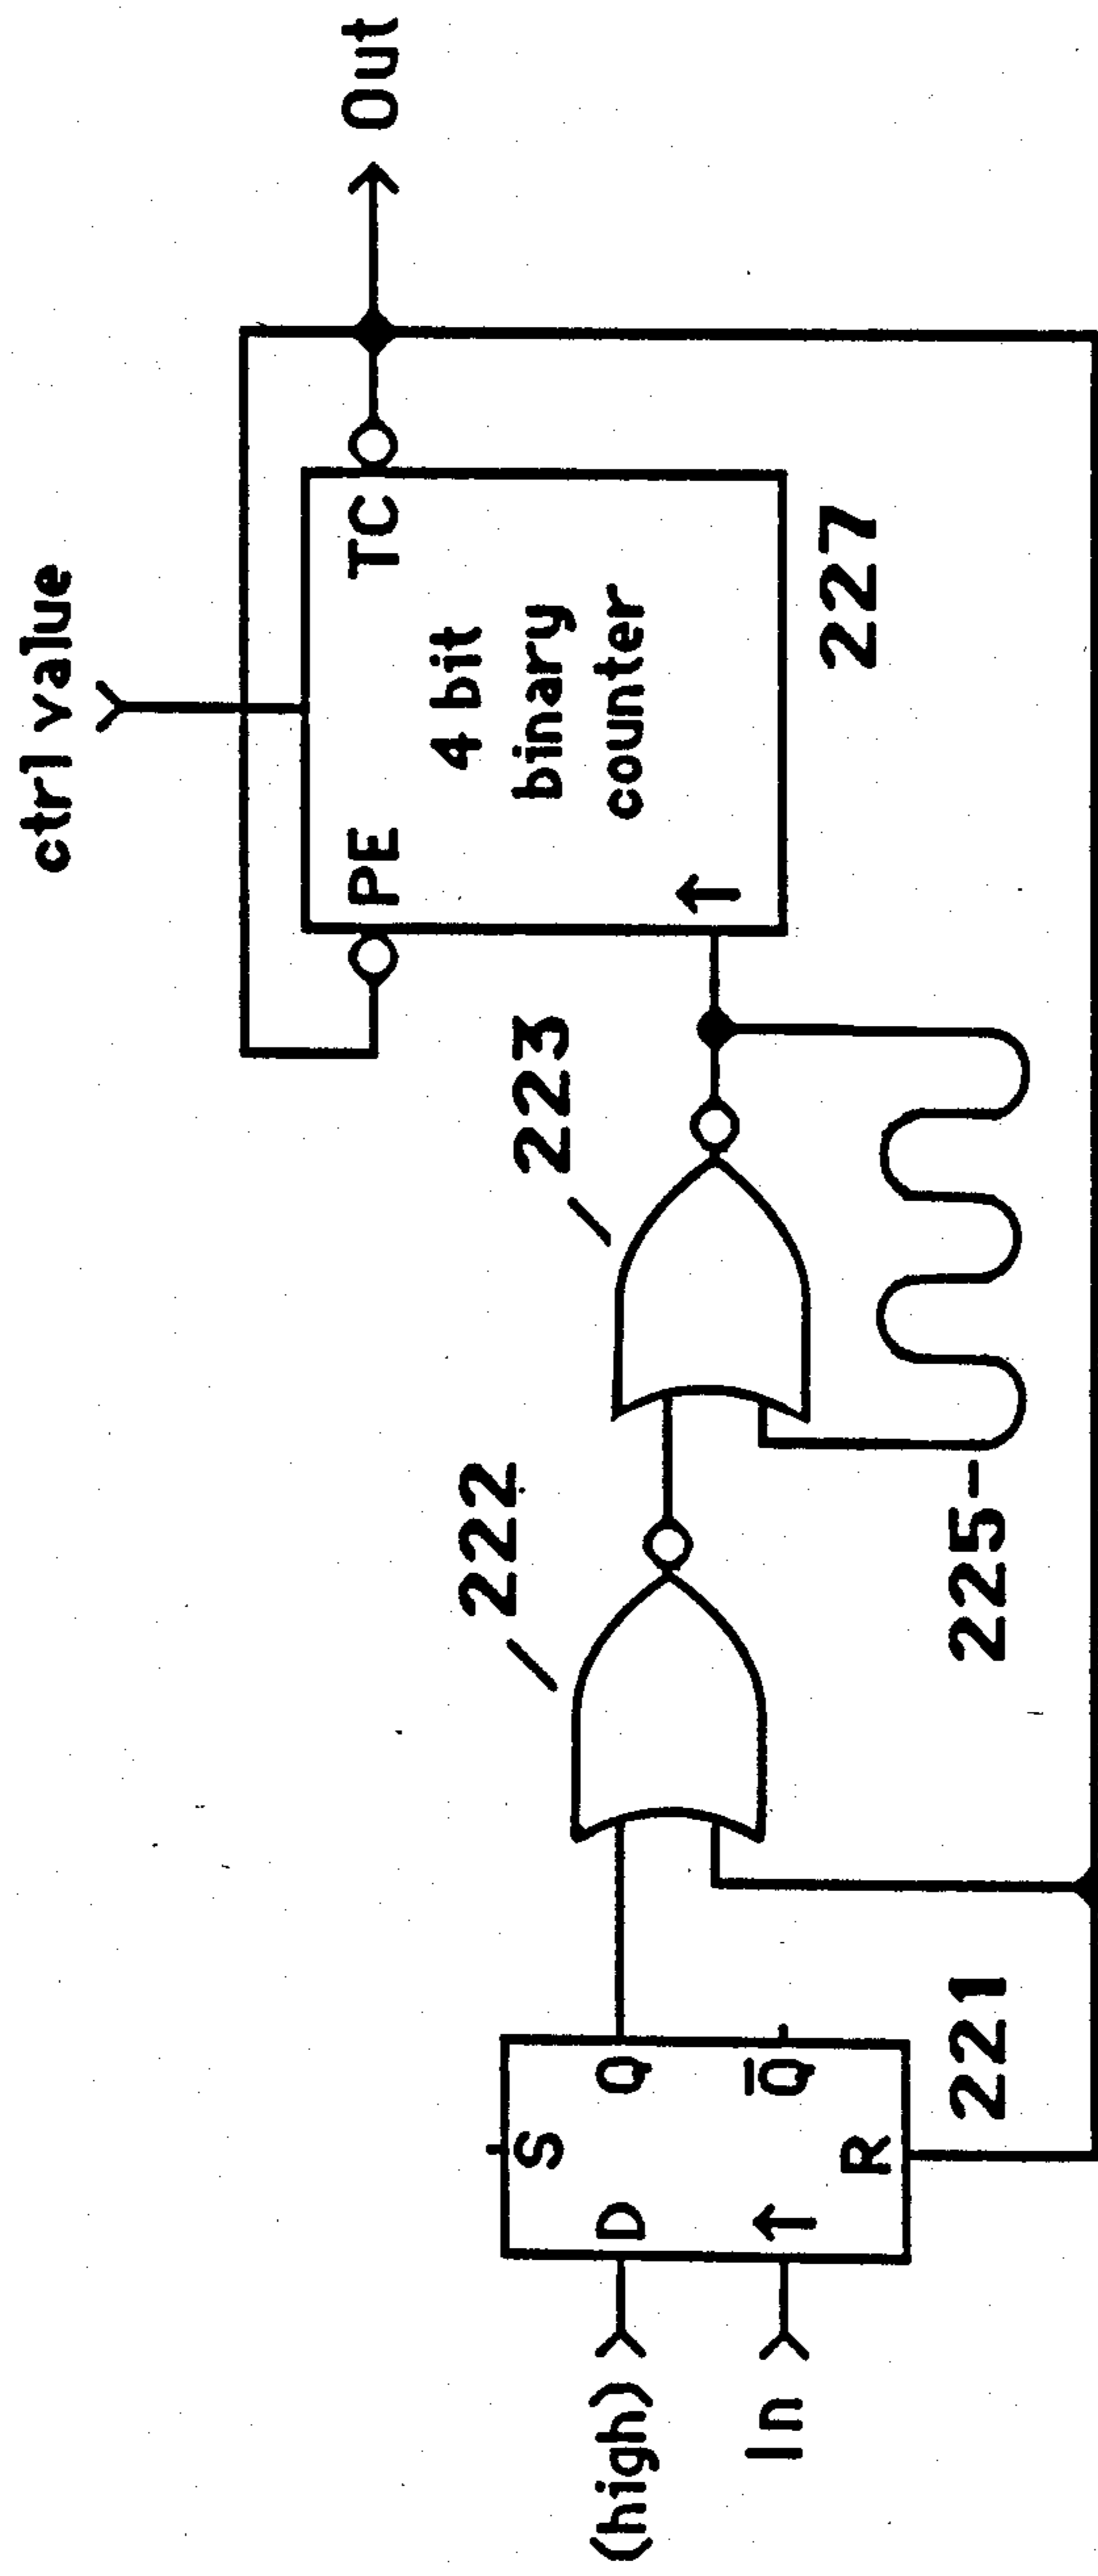 ctrl value
Out
PE
TC
4 bit
binary
counter
227
223
222
225
S
D
Q
Q̅
R
221
(high)
In